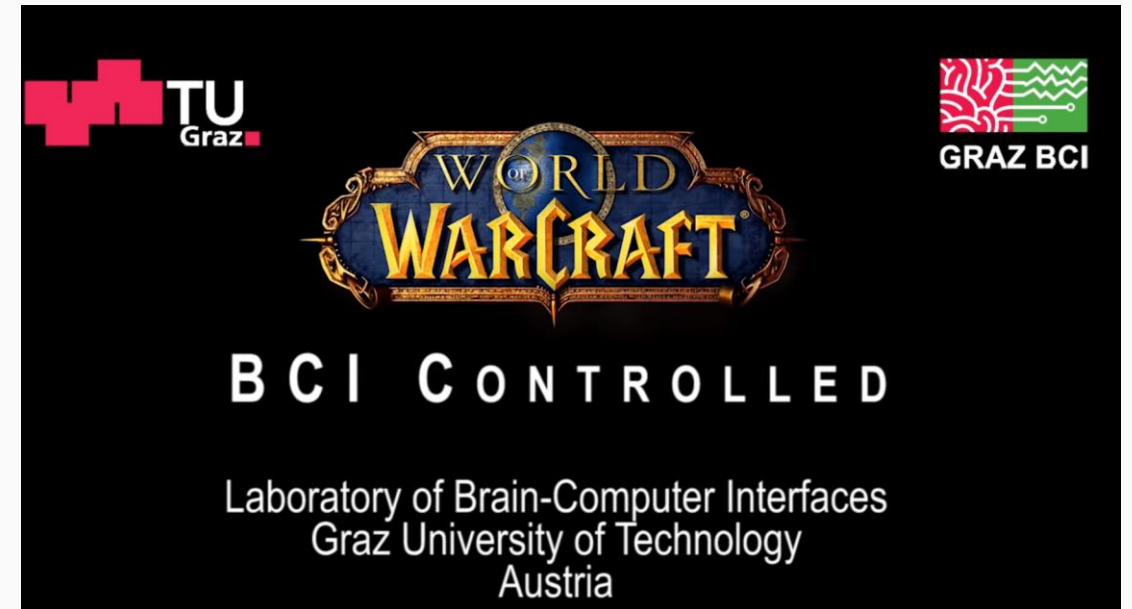 TU
Graz
GRAZ BCI
WORLD
OF
WARCRAFT®
BCI CONTROLLED
Laboratory of Brain-Computer Interfaces
Graz University of Technology
Austria